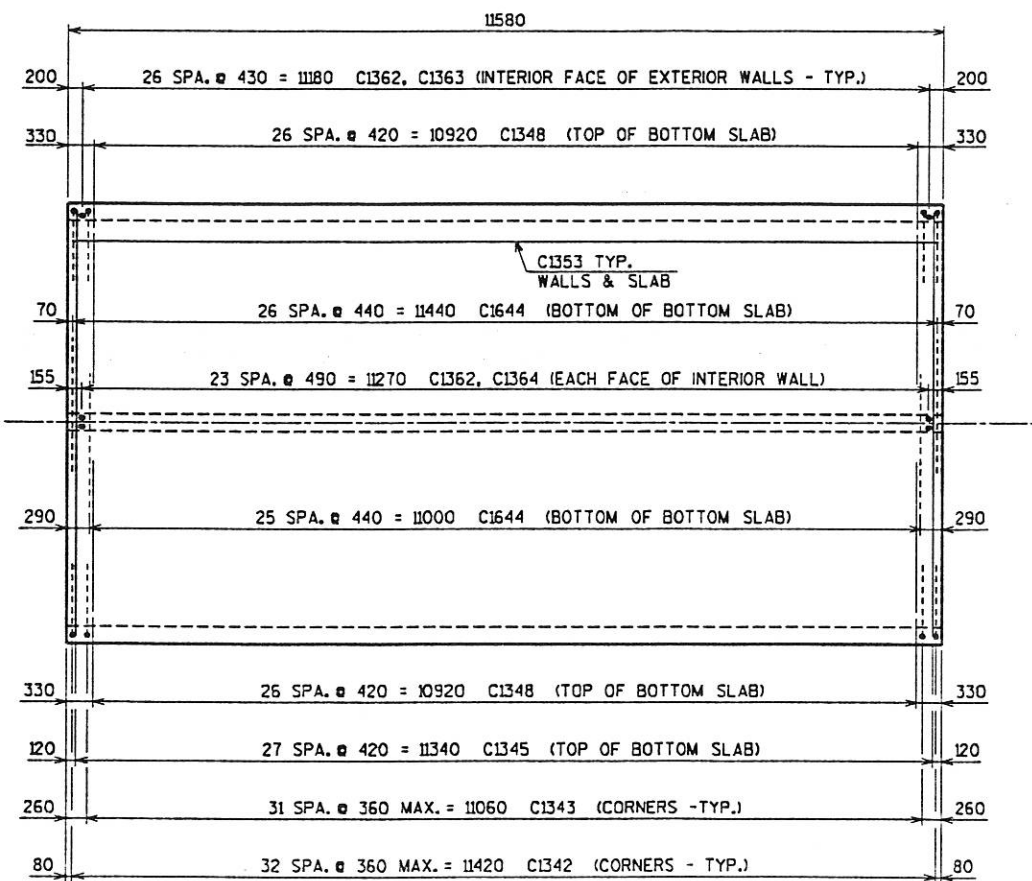 11580
200 26 SPA. @ 430 = 11180 C1362, C1363 (INTERIOR FACE OF EXTERIOR WALLS - TYP.) 200
330 26 SPA. @ 420 = 10920 C1348 (TOP OF BOTTOM SLAB) 330
C1353 TYP.
WALLS & SLAB
70 26 SPA. @ 440 = 11440 C1644 (BOTTOM OF BOTTOM SLAB) 70
155 23 SPA. @ 490 = 11270 C1362, C1364 (EACH FACE OF INTERIOR WALL) 155
290 25 SPA. @ 440 = 11000 C1644 (BOTTOM OF BOTTOM SLAB) 290
330 26 SPA. @ 420 = 10920 C1348 (TOP OF BOTTOM SLAB) 330
120 27 SPA. @ 420 = 11340 C1345 (TOP OF BOTTOM SLAB) 120
260 31 SPA. @ 360 MAX. = 11060 C1343 (CORNERS -TYP.) 260
80 32 SPA. @ 360 MAX. = 11420 C1342 (CORNERS - TYP.) 80